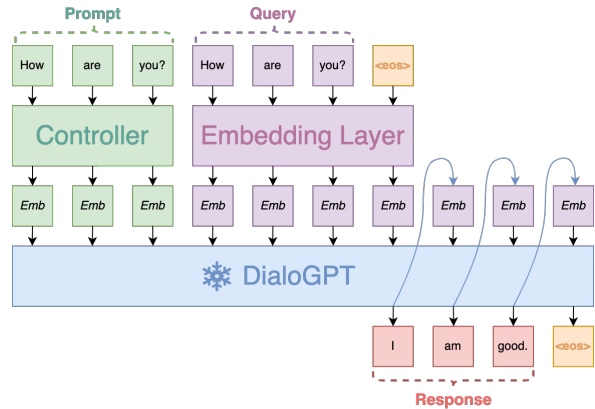 Prompt Query
How are you? How are you? <eos>
Controller Embedding Layer
Emb Emb Emb Emb Emb Emb Emb Emb Emb Emb
DialoGPT
I am good. <eos>
Response